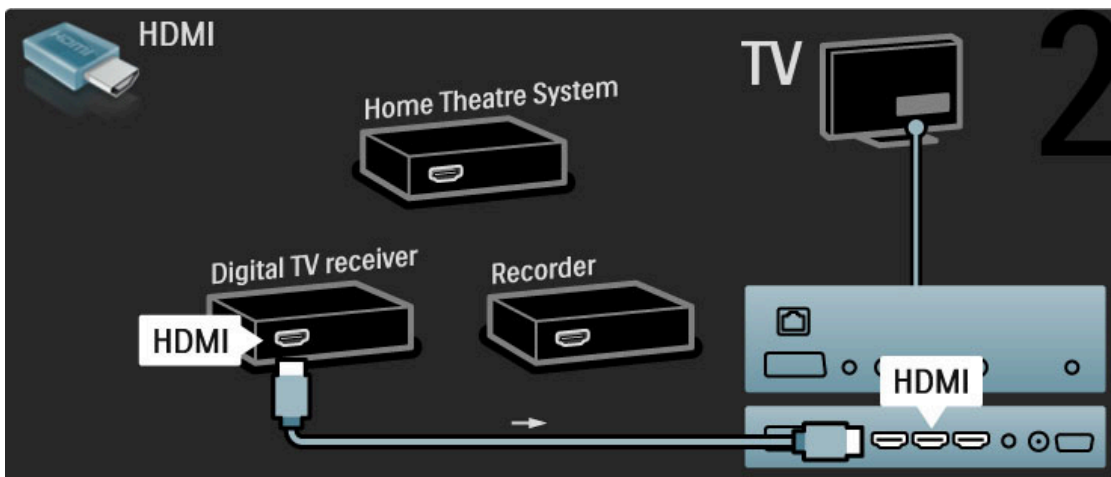 HDMI
TV
2
Home Theatre System
Digital TV receiver
Recorder
HDMI
HDMI